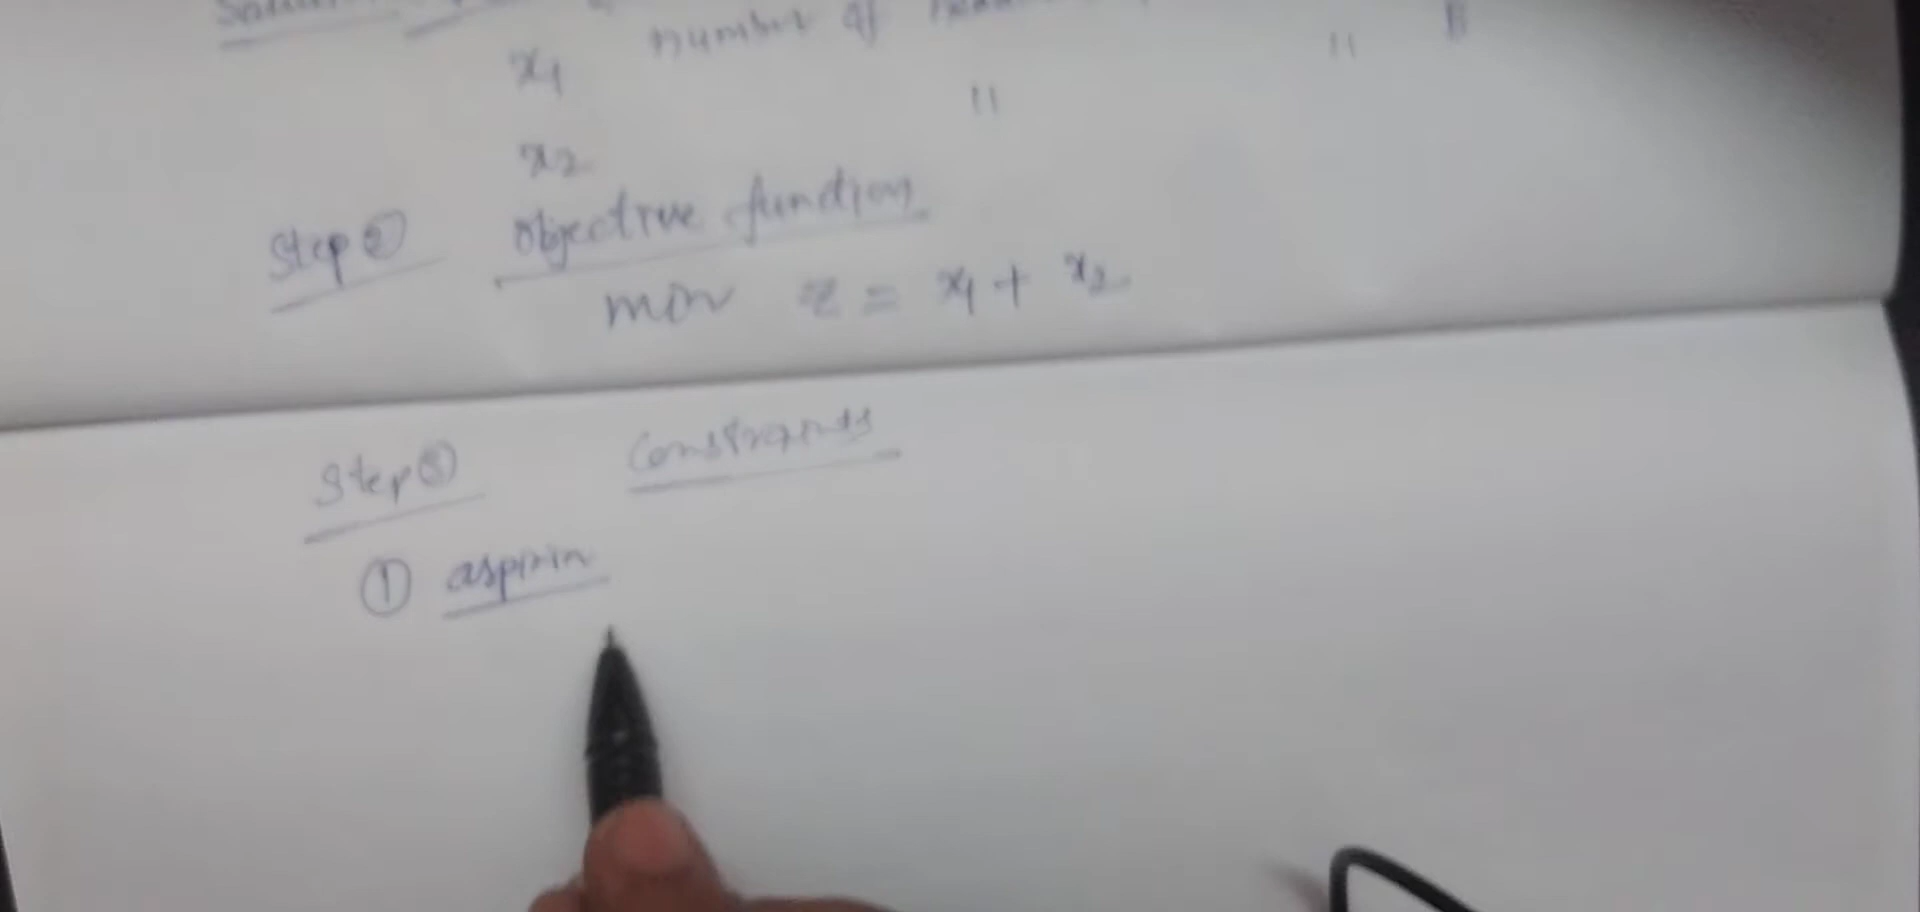 x1 number of
x2 " " B
Step ② Objective function
min z = x1 + x2
Step ③ Constraints
① aspirin